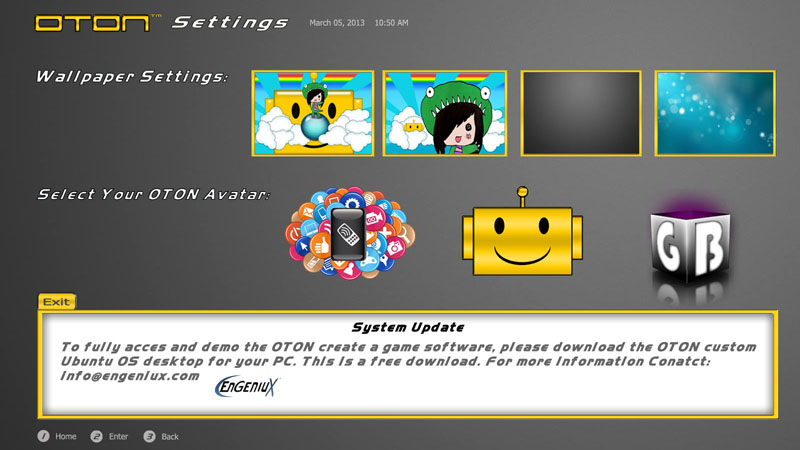 OTON™ Settings March 05, 2013 10:50 AM
Wallpaper Settings:
Select Your OTON Avatar:
G B
Exit
System Update
To fully acces and demo the OTON create a game software, please download the OTON custom
Ubuntu OS desktop for your PC. This is a free download. For more information Conatct:
info@engeniux.com ENGENIUX
1 Home 2 Enter 3 Back